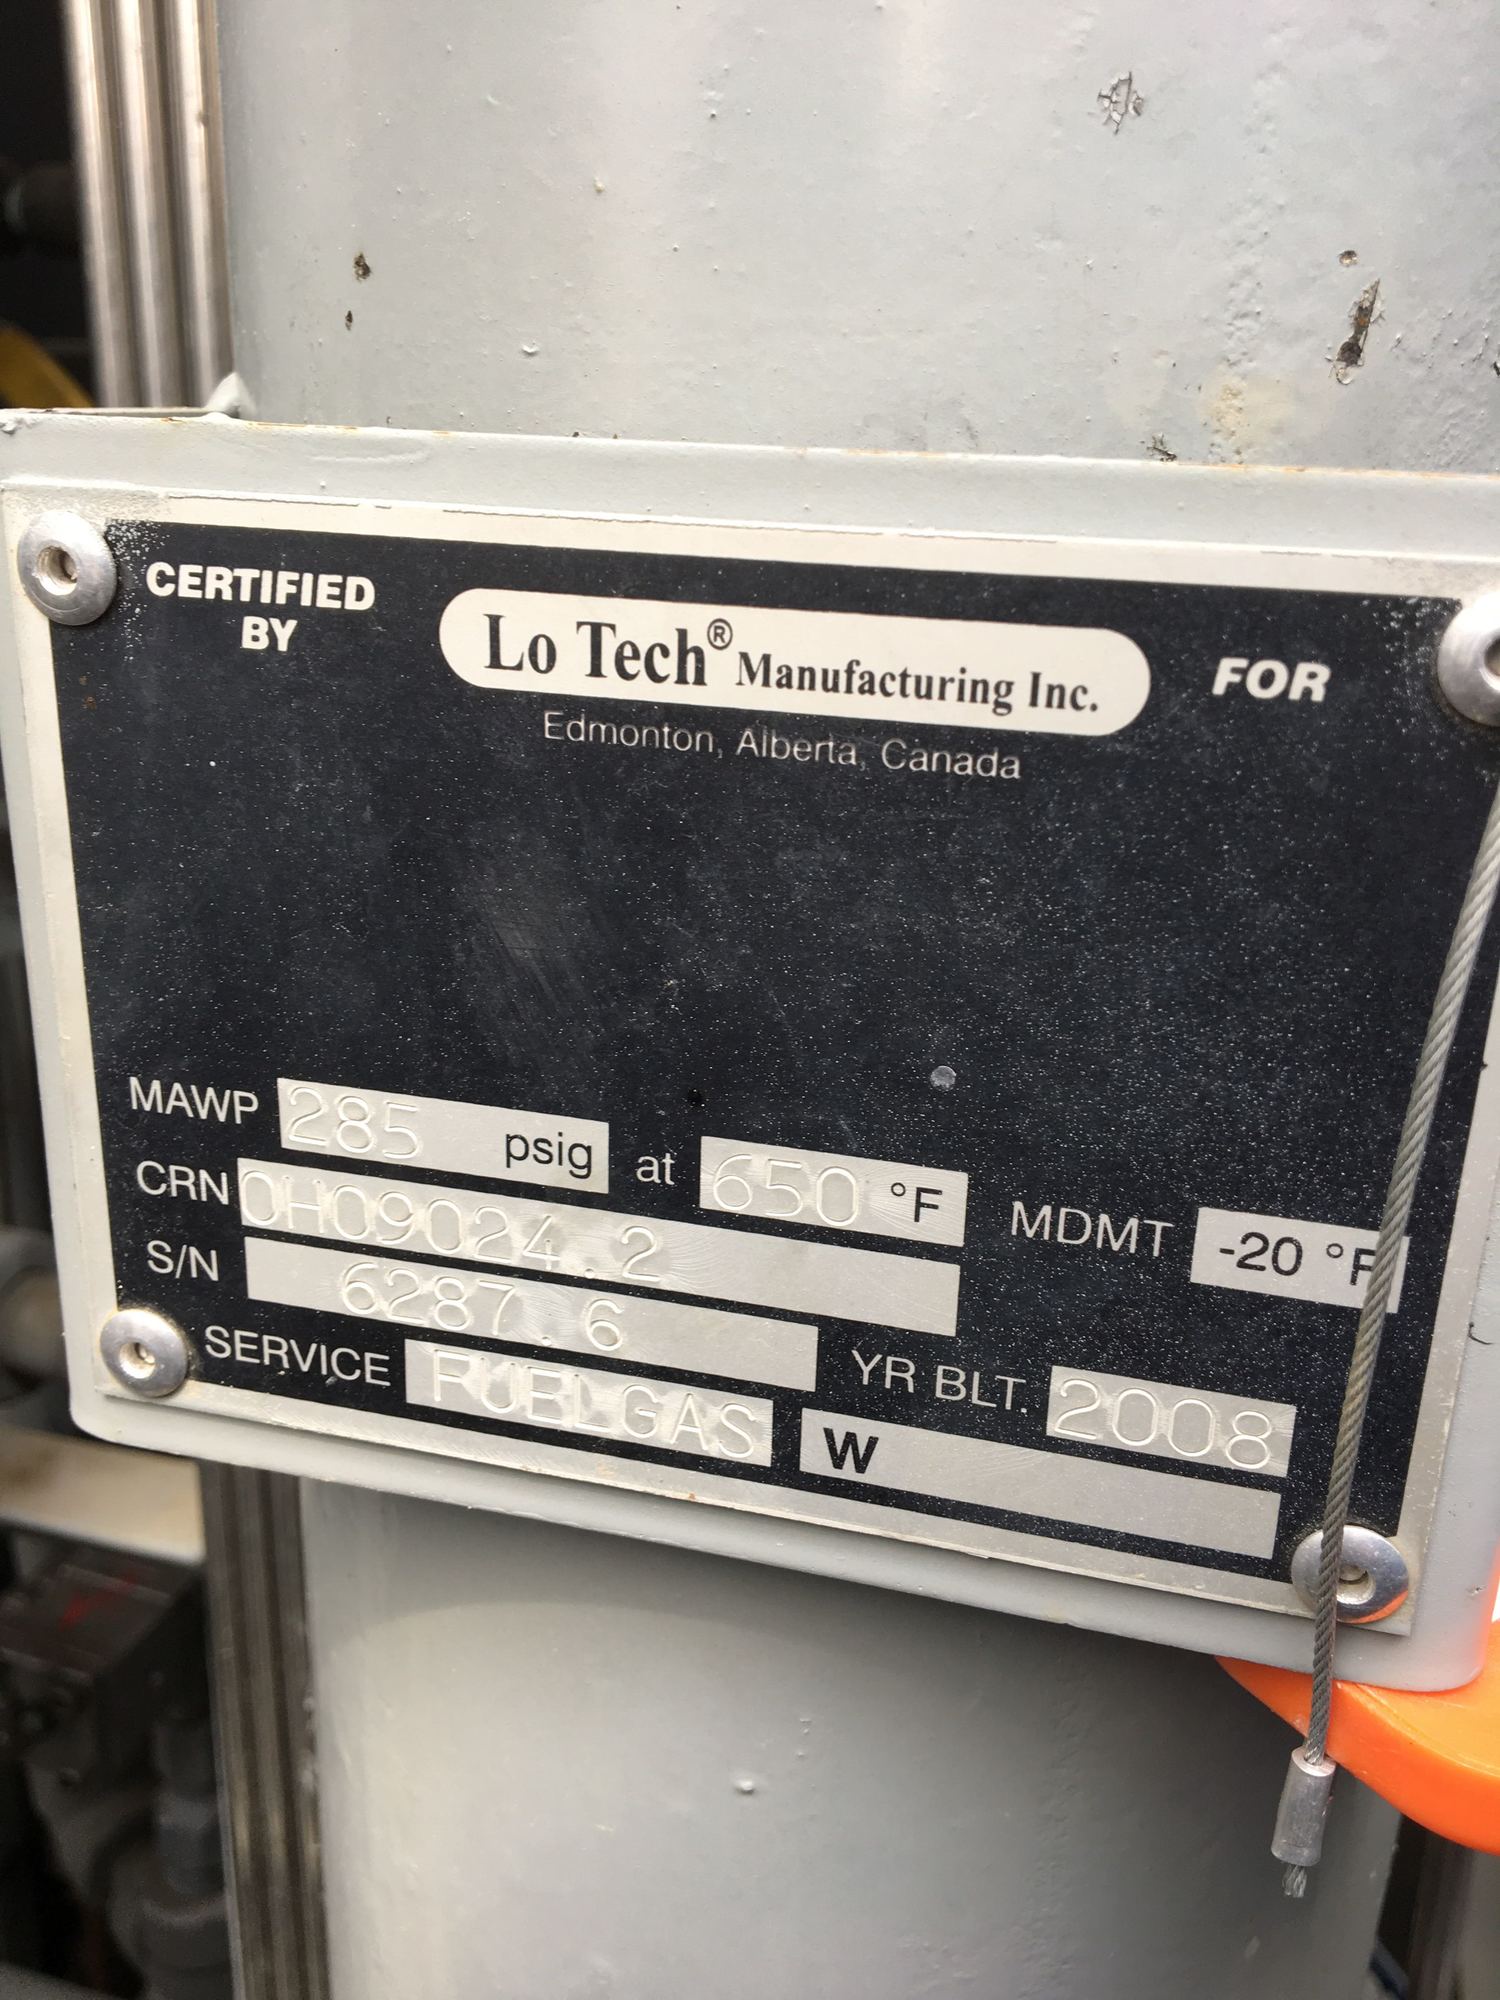 CERTIFIED BY Lo Tech® Manufacturing Inc. FOR
Edmonton, Alberta, Canada
MAWP 285 psig at 650 °F MDMT -20 °F
CRN 0H09024.2
S/N 6287.6 YR BLT. 2008
SERVICE FUELGAS W